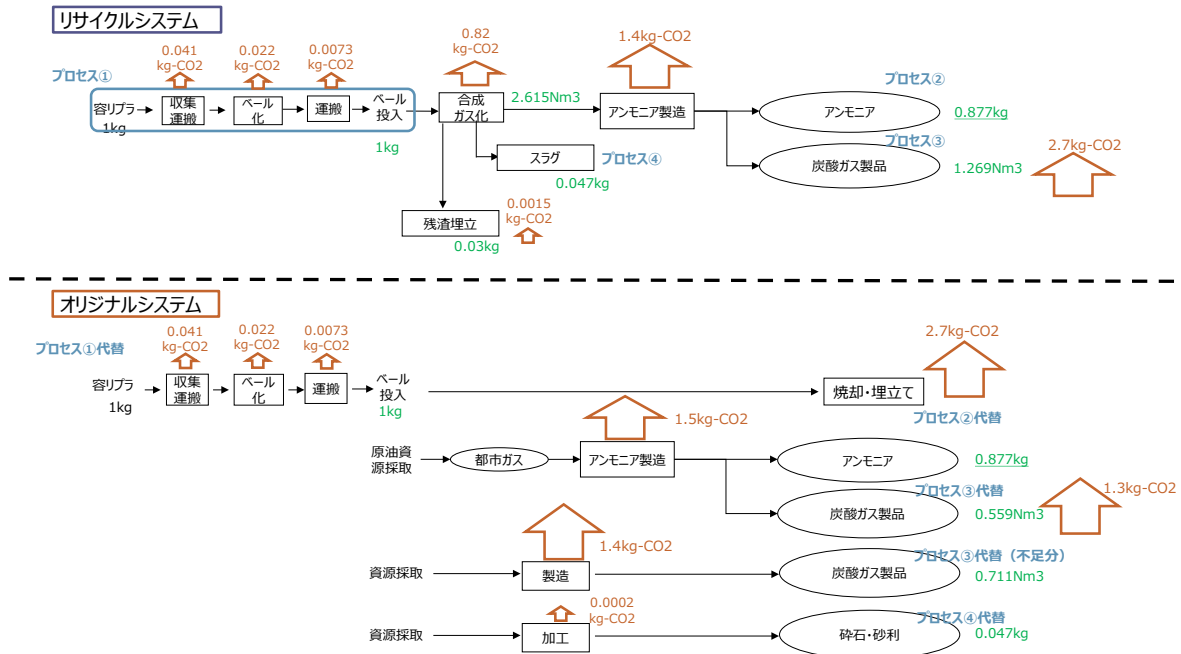 リサイクルシステム
0.041
kg-CO2
0.022
kg-CO2
0.0073
kg-CO2
0.82
kg-CO2
1.4kg-CO2
プロセス①
プロセス②
容リプラ
1kg
収集
運搬
ベール
化
運搬
ベール
投入
1kg
合成
ガス化
2.615Nm3
アンモニア製造
アンモニア
0.877kg
プロセス③
2.7kg-CO2
スラグ
プロセス④
0.047kg
炭酸ガス製品
1.269Nm3
残渣埋立
0.0015
kg-CO2
0.03kg
オリジナルシステム
プロセス①代替
0.041
kg-CO2
0.022
kg-CO2
0.0073
kg-CO2
2.7kg-CO2
容リプラ
1kg
収集
運搬
ベール
化
運搬
ベール
投入
1kg
焼却・埋立て
1.5kg-CO2
プロセス②代替
原油資
源採取
都市ガス
アンモニア製造
アンモニア
0.877kg
プロセス③代替
1.3kg-CO2
炭酸ガス製品
0.559Nm3
1.4kg-CO2
プロセス③代替（不足分）
資源採取
製造
炭酸ガス製品
0.711Nm3
0.0002
kg-CO2
プロセス④代替
資源採取
加工
砕石・砂利
0.047kg